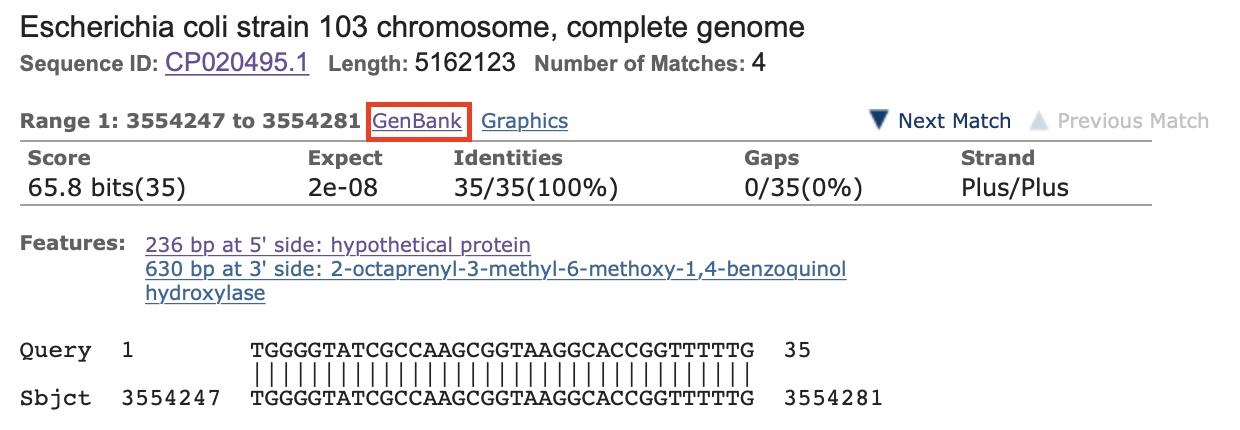 Escherichia coli strain 103 chromosome, complete genome
Sequence ID: CP020495.1 Length: 5162123 Number of Matches: 4
Range 1: 3554247 to 3554281 GenBank Graphics Next Match Previous Match
Score Expect Identities Gaps Strand
65.8 bits(35) 2e-08 35/35(100%) 0/35(0%) Plus/Plus
Features: 236 bp at 5' side: hypothetical protein
630 bp at 3' side: 2-octaprenyl-3-methyl-6-methoxy-1,4-benzoquinol
hydroxylase
Query 1 TGGGGTATCGCCAAGCGGTAAGGCACCGGTTTTTG 35
|||||||||||||||||||||||||||||||||||
Sbjct 3554247 TGGGGTATCGCCAAGCGGTAAGGCACCGGTTTTTG 3554281